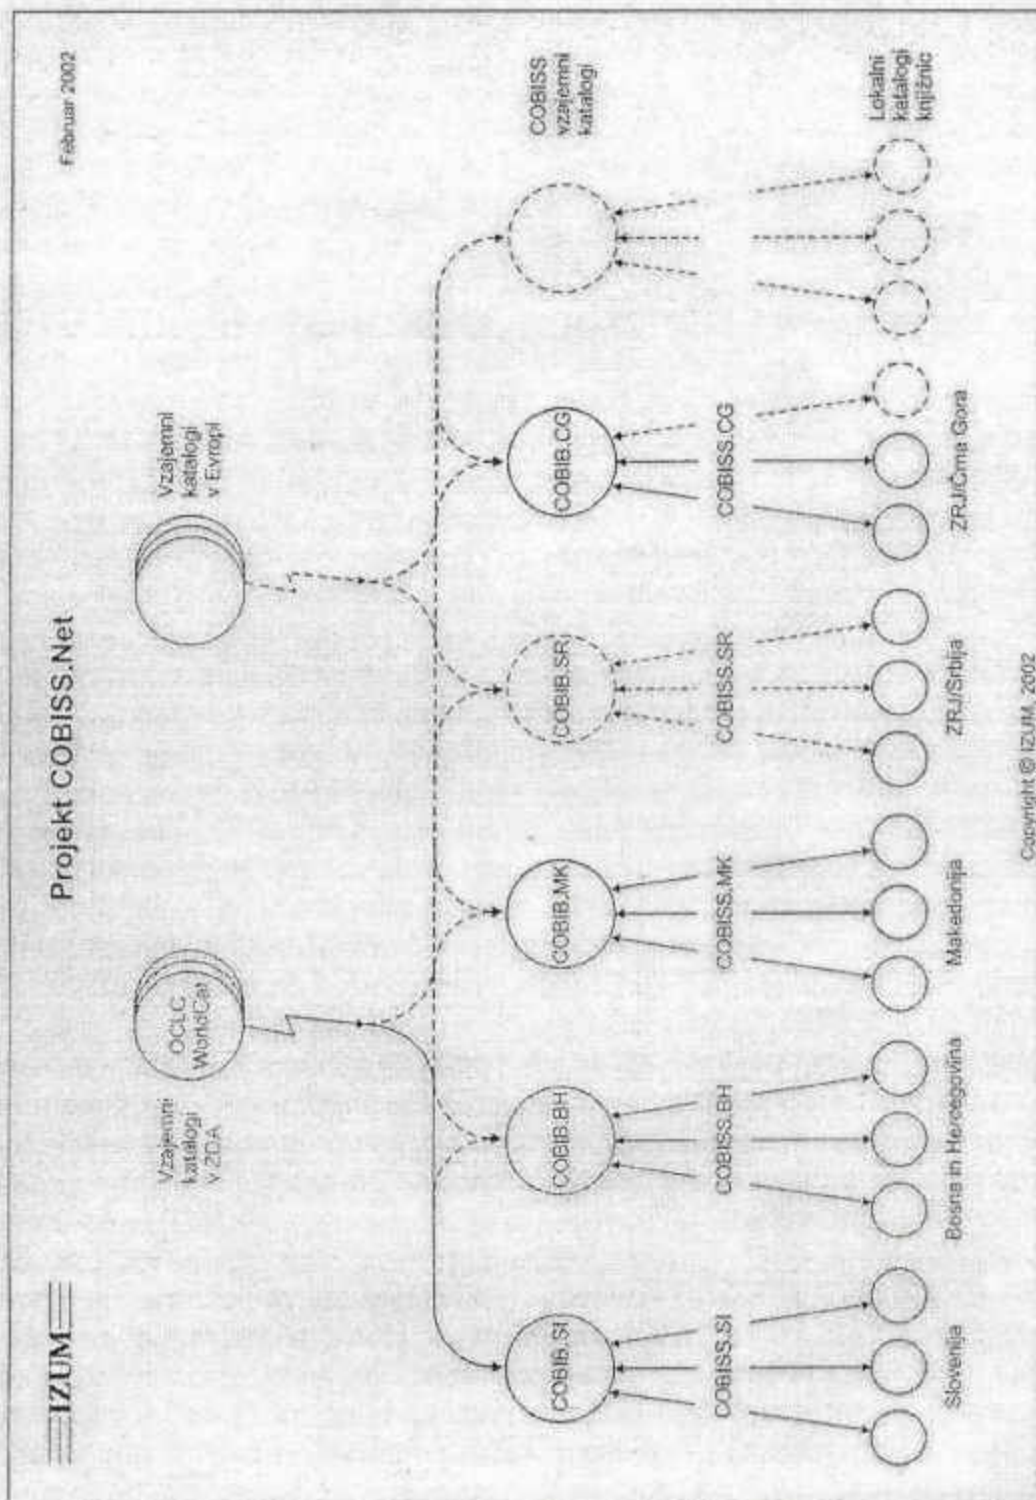 IZUM
Projekt COBISS.Net
Februar 2002
Vzajemni
katalogi
v ZDA
OCLC
WorldCat
Vzajemni
katalogi
v Evropi
COBIB.SI
COBIB.BH
COBIB.MK
COBIB.SR
COBIB.CG
COBISS
vzajemni
katalogi
COBISS.SI
COBISS.BH
COBISS.MK
COBISS.SR
COBISS.CG
Lokalni
katalogi
knjižnic
Slovenija
Bosna in Hercegovina
Makedonija
ZRJ/Srbija
ZRJ/Črna Gora
Copyright © IZUM, 2002